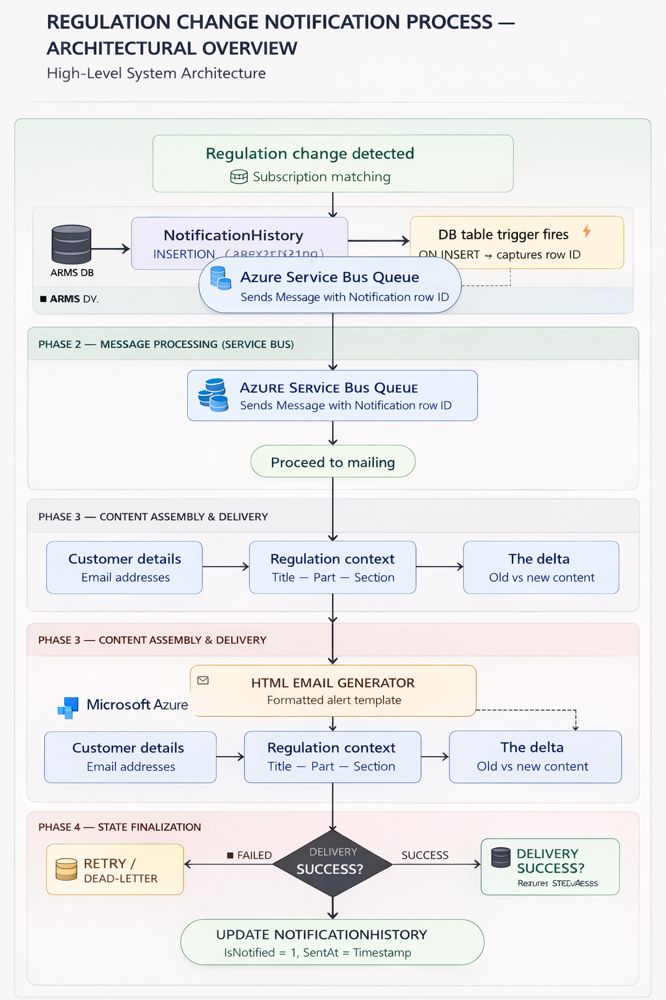 REGULATION CHANGE NOTIFICATION PROCESS —
ARCHITECTURAL OVERVIEW
High-Level System Architecture
Regulation change detected
Subscription matching
ARMS DB
NotificationHistory
INSERTION
DB table trigger fires
ON INSERT → captures row ID
Azure Service Bus Queue
Sends Message with Notification row ID
ARMS DV.
PHASE 2 — MESSAGE PROCESSING (SERVICE BUS)
AZURE SERVICE BUS QUEUE
Sends Message with Notification row ID
Proceed to mailing
PHASE 3 — CONTENT ASSEMBLY & DELIVERY
Customer details
Email addresses
Regulation context
Title — Part — Section
The delta
Old vs new content
PHASE 3 — CONTENT ASSEMBLY & DELIVERY
HTML EMAIL GENERATOR
Formatted alert template
Microsoft Azure
Customer details
Email addresses
Regulation context
Title — Part — Section
The delta
Old vs new content
PHASE 4 — STATE FINALIZATION
RETRY /
DEAD-LETTER
FAILED
DELIVERY
SUCCESS?
SUCCESS
DELIVERY
SUCCESS?
UPDATE NOTIFICATIONHISTORY
IsNotified = 1, SentAt = Timestamp